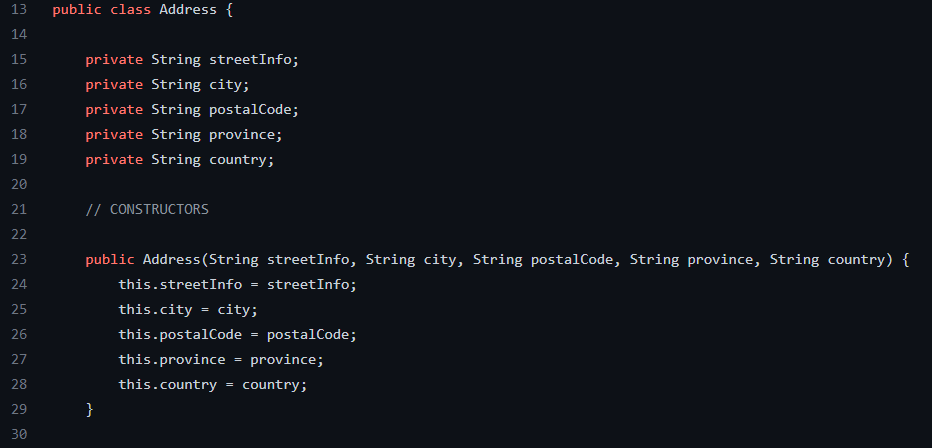 13 public class Address {
14
15     private String streetInfo;
16     private String city;
17     private String postalCode;
18     private String province;
19     private String country;
20
21     // CONSTRUCTORS
22
23     public Address(String streetInfo, String city, String postalCode, String province, String country) {
24         this.streetInfo = streetInfo;
25         this.city = city;
26         this.postalCode = postalCode;
27         this.province = province;
28         this.country = country;
29     }
30